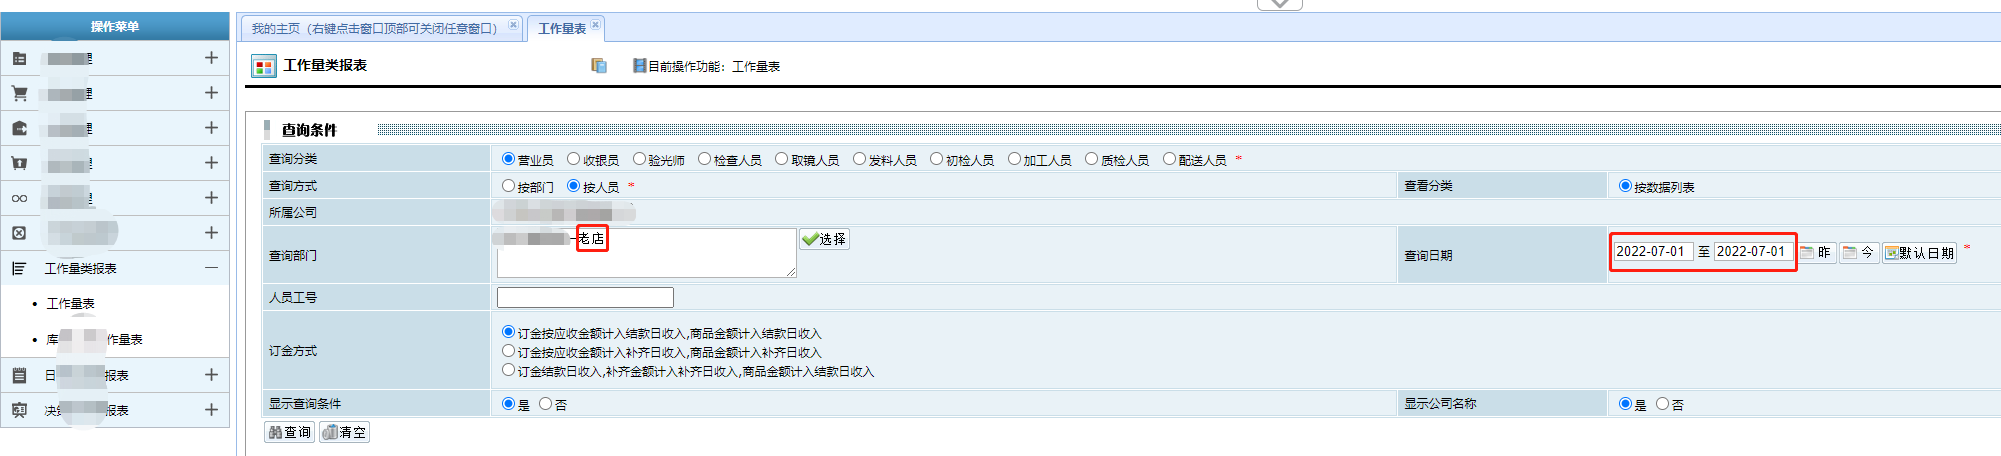 操作菜单
理
理
理
理
理
工作量类报表
工作量表
库 作量表
日 报表
决 报表
我的主页（右键点击窗口顶部可关闭任意窗口）
工作量表
工作量类报表
目前操作功能：工作量表
查询条件
查询分类 营业员 收银员 验光师 检查人员 取镜人员 发料人员 初检人员 加工人员 质检人员 配送人员 *
查询方式 按部门 按人员 * 查看分类 按数据列表
所属公司
查询部门 -老店 选择 查询日期 2022-07-01 至 2022-07-01 昨 今 默认日期 *
人员工号
订金方式
订金按应收金额计入结款日收入,商品金额计入结款日收入
订金按应收金额计入补齐日收入,商品金额计入补齐日收入
订金结款日收入,补齐金额计入补齐日收入,商品金额计入结款日收入
显示查询条件 是 否 显示公司名称 是 否
查询 清空